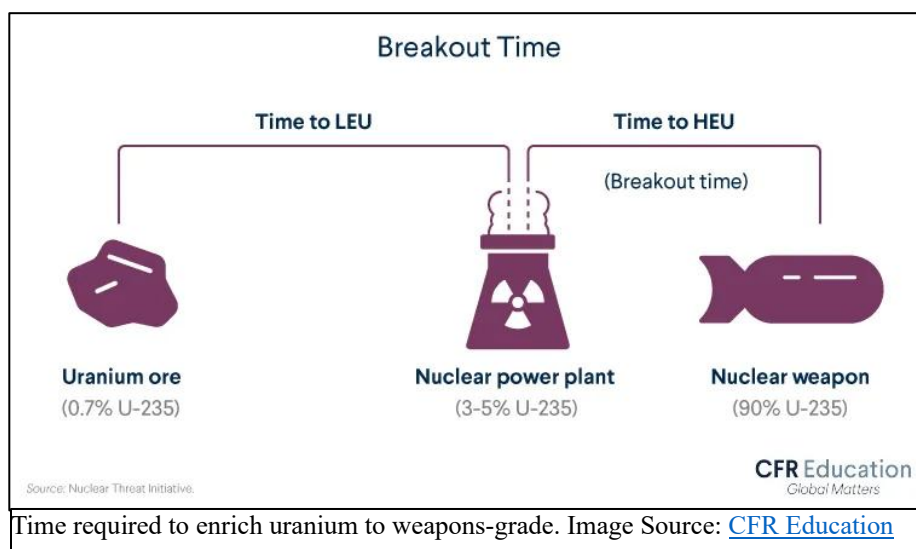 Breakout Time
Time to LEU
Time to HEU
(Breakout time)
Uranium ore
(0.7% U-235)
Nuclear power plant
(3-5% U-235)
Nuclear weapon
(90% U-235)
Source: Nuclear Threat Initiative.
CFR Education
Global Matters
Time required to enrich uranium to weapons-grade. Image Source: CFR Education